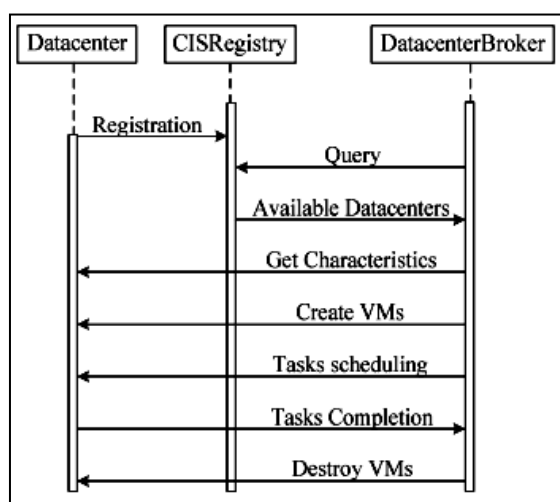 Datacenter
CISRegistry
DatacenterBroker
Registration
Query
Available Datacenters
Get Characteristics
Create VMs
Tasks scheduling
Tasks Completion
Destroy VMs